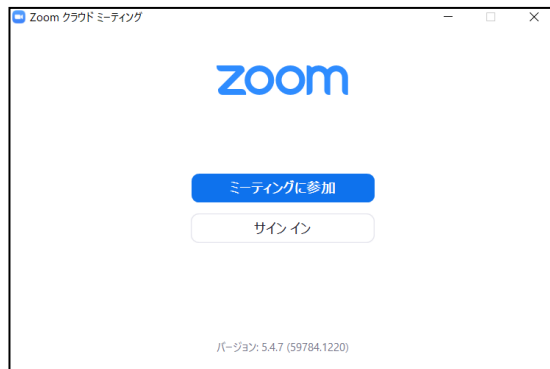 Zoom クラウド ミーティング
zoom
ミーティングに参加
サイン イン
バージョン: 5.4.7 (59784.1220)